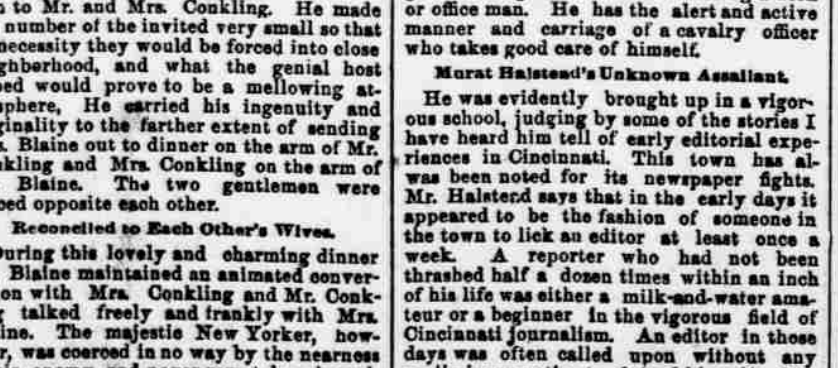 to Mr. and Mrs. Conkling. He made
number of the invited very small so that
necessity they would be forced into close
ghborhood, and what the genial host
ped would prove to be a mellowing at-
sphere, He carried his ingenuity and
ginality to the farther extent of sending
s. Blaine out to dinner on the arm of Mr.
nkling and Mrs. Conkling on the arm of
Blaine. The two gentlemen were
ced opposite each other.
Reconciled to Each Other's Wives.
During this lovely and charming dinner
Blaine maintained an animated conver-
on with Mrs. Conkling and Mr. Conk-
talked freely and frankly with Mrs.
ine. The majestic New Yorker, how-
r, was coerced in no way by the nearness
or office man. He has the alert and active
manner and carriage of a cavalry officer
who takes good care of himself.
Murat Halstead's Unknown Assailant.
He was evidently brought up in a vigor-
ous school, judging by some of the stories I
have heard him tell of early editorial expe-
riences in Cincinnati. This town has al-
was been noted for its newspaper fights.
Mr. Halstead says that in the early days it
appeared to be the fashion of someone in
the town to lick an editor at least once a
week. A reporter who had not been
thrashed half a dozen times within an inch
of his life was either a milk-and-water ama-
teur or a beginner in the vigorous field of
Cincinnati journalism. An editor in those
days was often called upon without any